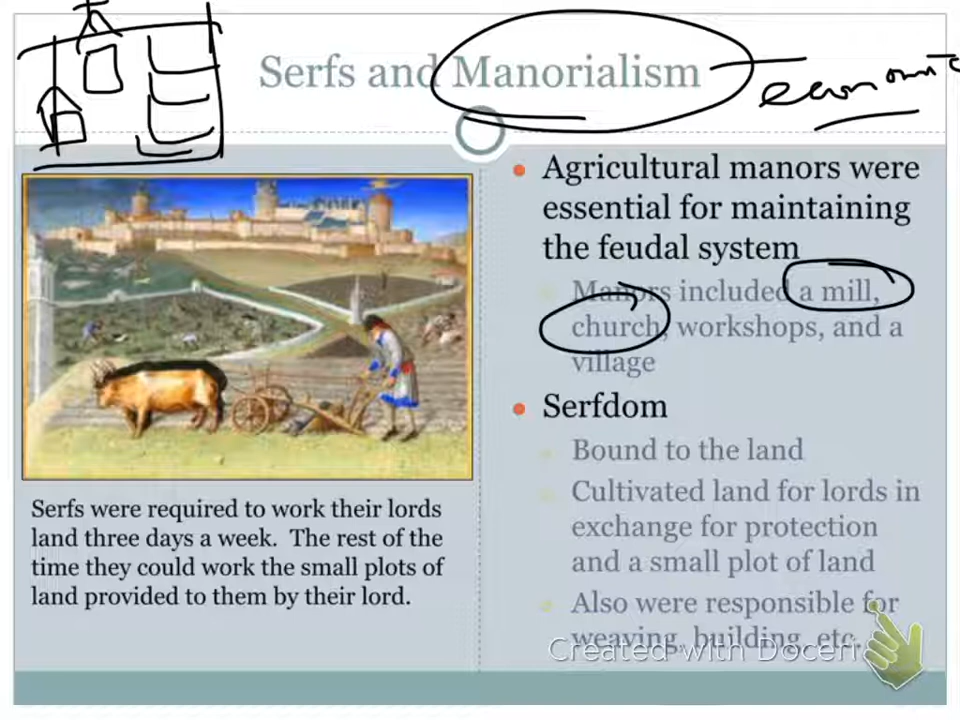 Serfs and Manorialism
economic
Agricultural manors were
essential for maintaining
the feudal system
Manors included a mill,
church, workshops, and a
village
Serfdom
Bound to the land
Cultivated land for lords in
exchange for protection
and a small plot of land
Also were responsible for
weaving, building, etc.
Serfs were required to work their lords
land three days a week. The rest of the
time they could work the small plots of
land provided to them by their lord.
Created with Doceri